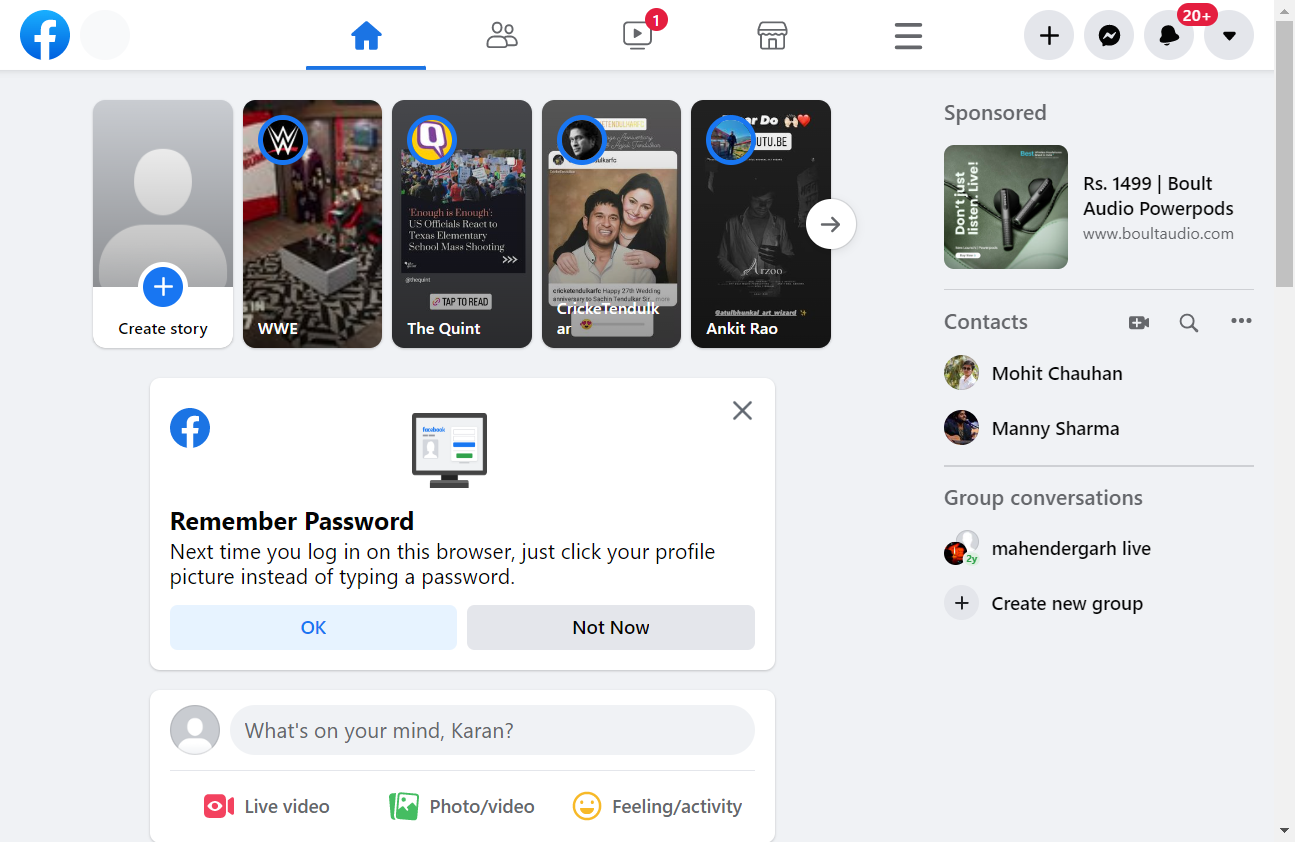 1
20+
Create story
WWE
'Enough is Enough':
US Officials React to
Texas Elementary
School Mass Shooting
@thequint
TAP TO READ
The Quint
cricketendulkarfc Happy 27th Wedding
anniversary to Sachin Tendulkar Sir... more
CrickeTendulk
ar
UTU.BE
Arzoo
@atulbhunkal_art_wizard
Ankit Rao
Sponsored
Don't just
listen. Live!
Rs. 1499 | Boult
Audio Powerpods
www.boultaudio.com
Contacts
Mohit Chauhan
Manny Sharma
Group conversations
2y
mahendergarh live
Create new group
facebook
Remember Password
Next time you log in on this browser, just click your profile
picture instead of typing a password.
OK
Not Now
What's on your mind, Karan?
Live video
Photo/video
Feeling/activity